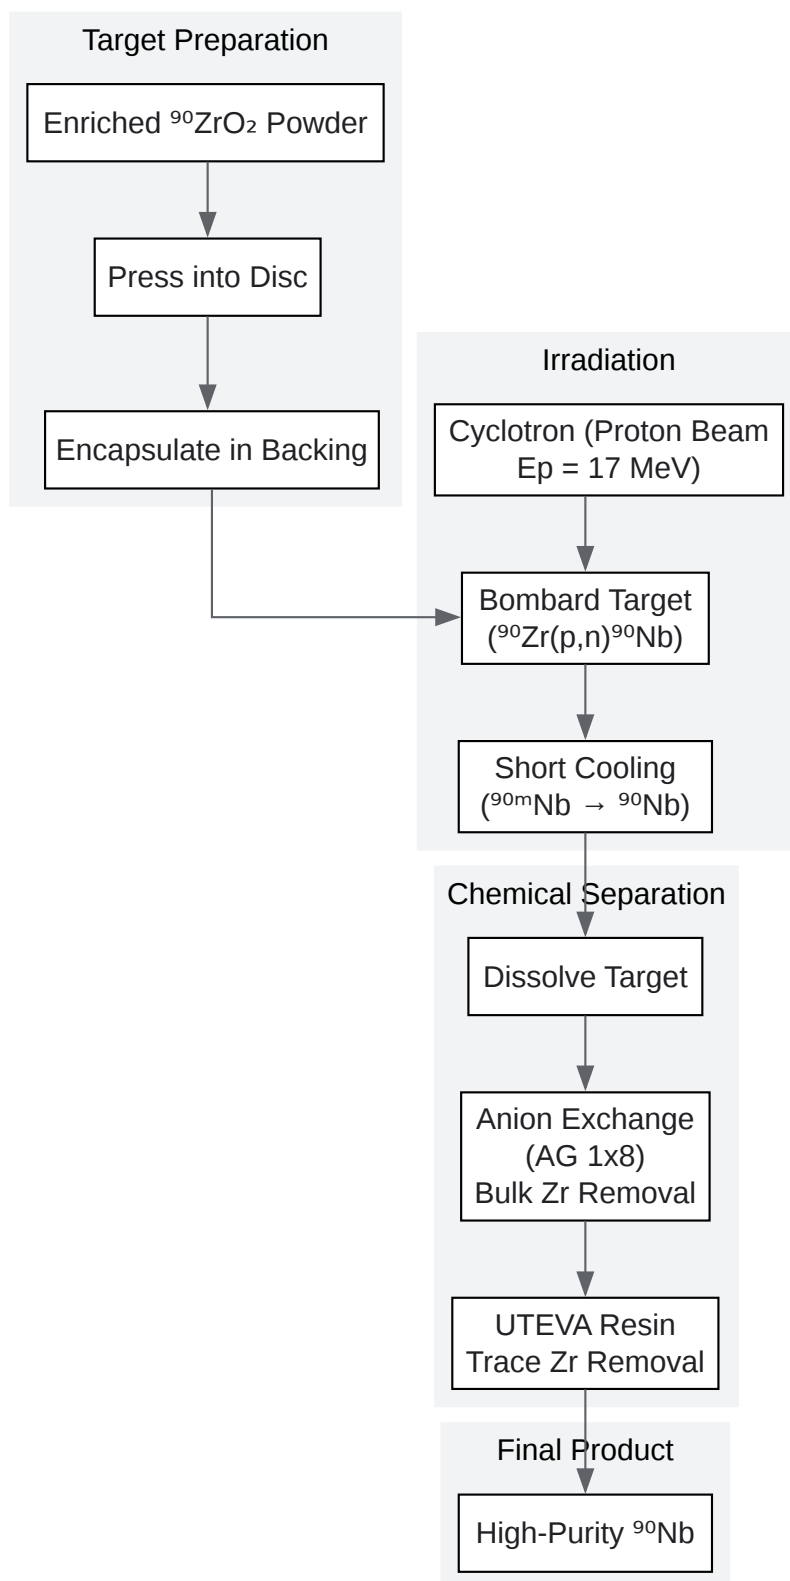 Target Preparation
Enriched ⁹⁰ZrO₂ Powder
Press into Disc
Encapsulate in Backing
Irradiation
Cyclotron (Proton Beam
Ep = 17 MeV)
Bombard Target
(⁹⁰Zr(p,n)⁹⁰Nb)
Short Cooling
(⁹⁰ᵐNb → ⁹⁰Nb)
Chemical Separation
Dissolve Target
Anion Exchange
(AG 1x8)
Bulk Zr Removal
UTEVA Resin
Trace Zr Removal
Final Product
High-Purity ⁹⁰Nb